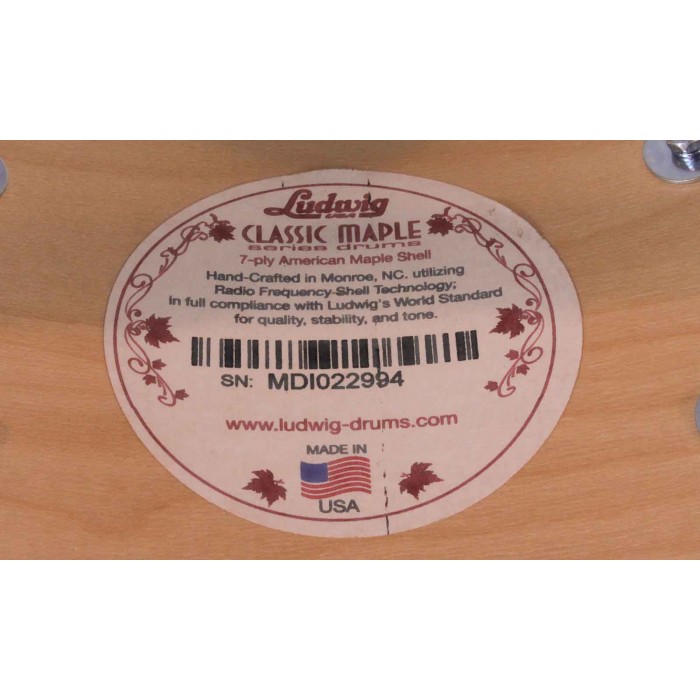 Ludwig
USA
CLASSIC MAPLE
series drums
7-ply American Maple Shell
Hand-Crafted in Monroe, NC. utilizing
Radio Frequency Shell Technology;
in full compliance with Ludwig's World Standard
for quality, stability, and tone.
SN: MDI022994
www.ludwig-drums.com
MADE IN
USA